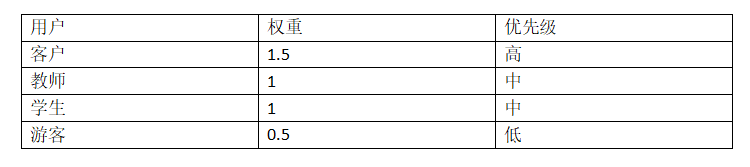 用户 权重 优先级
客户 1.5 高
教师 1 中
学生 1 中
游客 0.5 低